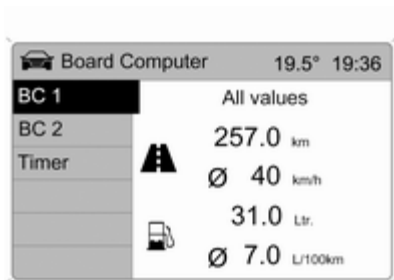 Board Computer 19.5° 19:36
BC 1
All values
BC 2
257.0 km
Timer
Ø 40 km/h
31.0 Ltr.
Ø 7.0 L/100km